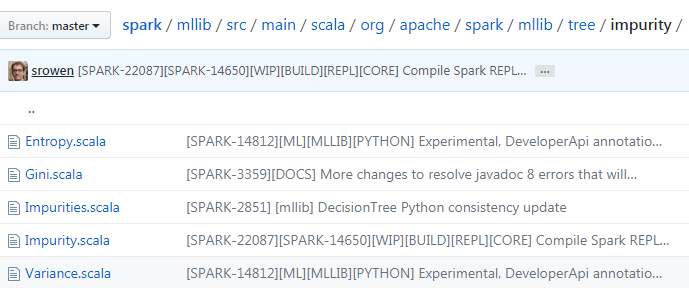 Branch: master spark / mllib / src / main / scala / org / apache / spark / mllib / tree / impurity /
srowen [SPARK-22087][SPARK-14650][WIP][BUILD][REPL][CORE] Compile Spark REPL… …
..
Entropy.scala [SPARK-14812][ML][MLLIB][PYTHON] Experimental, DeveloperApi annotatio…
Gini.scala [SPARK-3359][DOCS] More changes to resolve javadoc 8 errors that will…
Impurities.scala [SPARK-2851] [mllib] DecisionTree Python consistency update
Impurity.scala [SPARK-22087][SPARK-14650][WIP][BUILD][REPL][CORE] Compile Spark REPL…
Variance.scala [SPARK-14812][ML][MLLIB][PYTHON] Experimental, DeveloperApi annotatio…